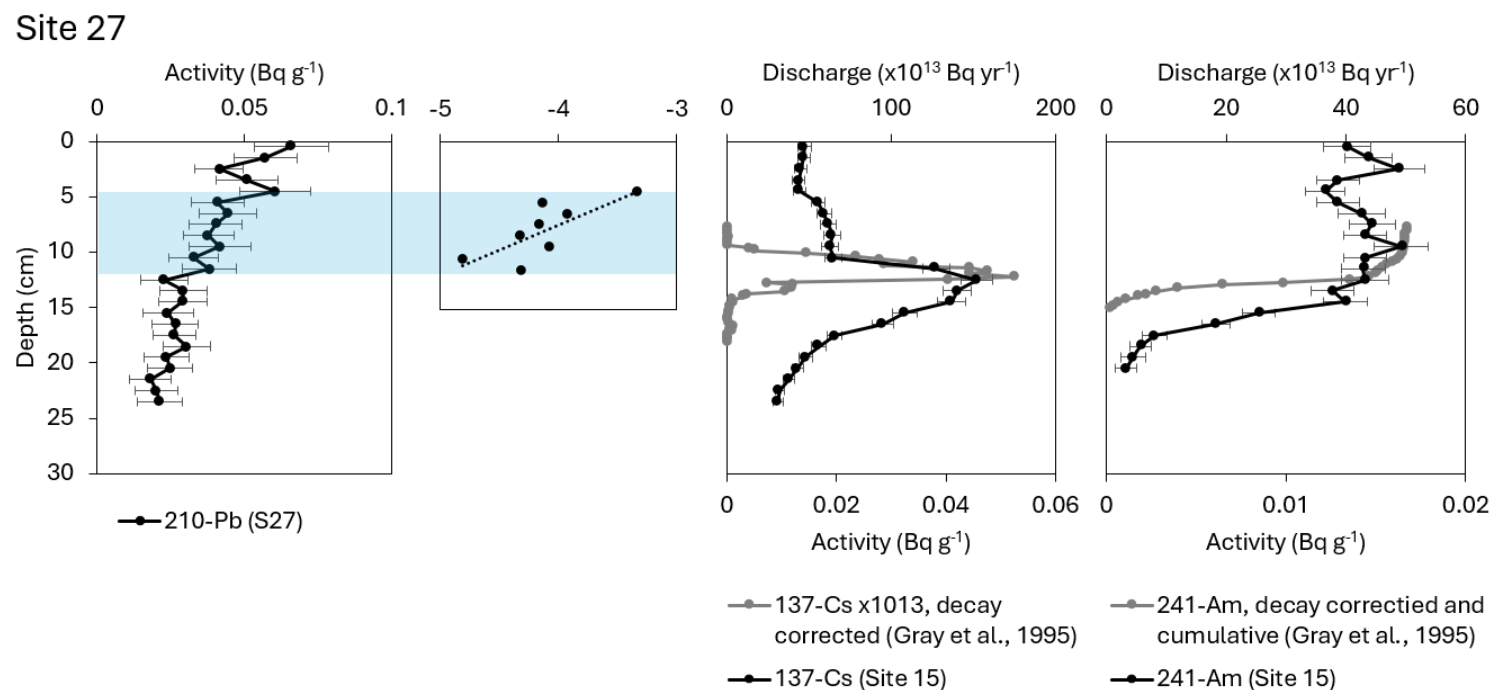 Site 27
Activity (Bq g-1)
Discharge (x10^13 Bq yr-1)
Discharge (x10^13 Bq yr-1)
0 0.05 0.1
-5 -4 -3
0 100 200
0 20 40 60
0
5
10
15
20
25
30
Depth (cm)
0 0.02 0.04 0.06
0 0.01 0.02
210-Pb (S27)
Activity (Bq g-1)
Activity (Bq g-1)
137-Cs x1013, decay
corrected (Gray et al., 1995)
137-Cs (Site 15)
241-Am, decay correctied and
cumulative (Gray et al., 1995)
241-Am (Site 15)